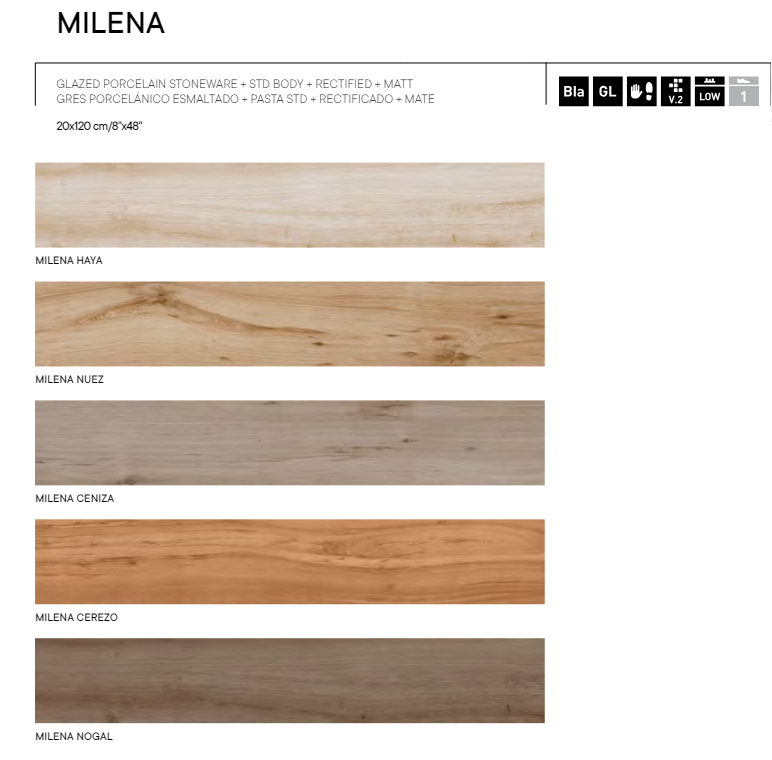 MILENA
GLAZED PORCELAIN STONEWARE + STD BODY + RECTIFIED + MATT
GRES PORCELÁNICO ESMALTADO + PASTA STD + RECTIFICADO + MATE
BIa GL V.2 LOW 1
20x120 cm/8"x48"
MILENA HAYA
MILENA NUEZ
MILENA CENIZA
MILENA CEREZO
MILENA NOGAL